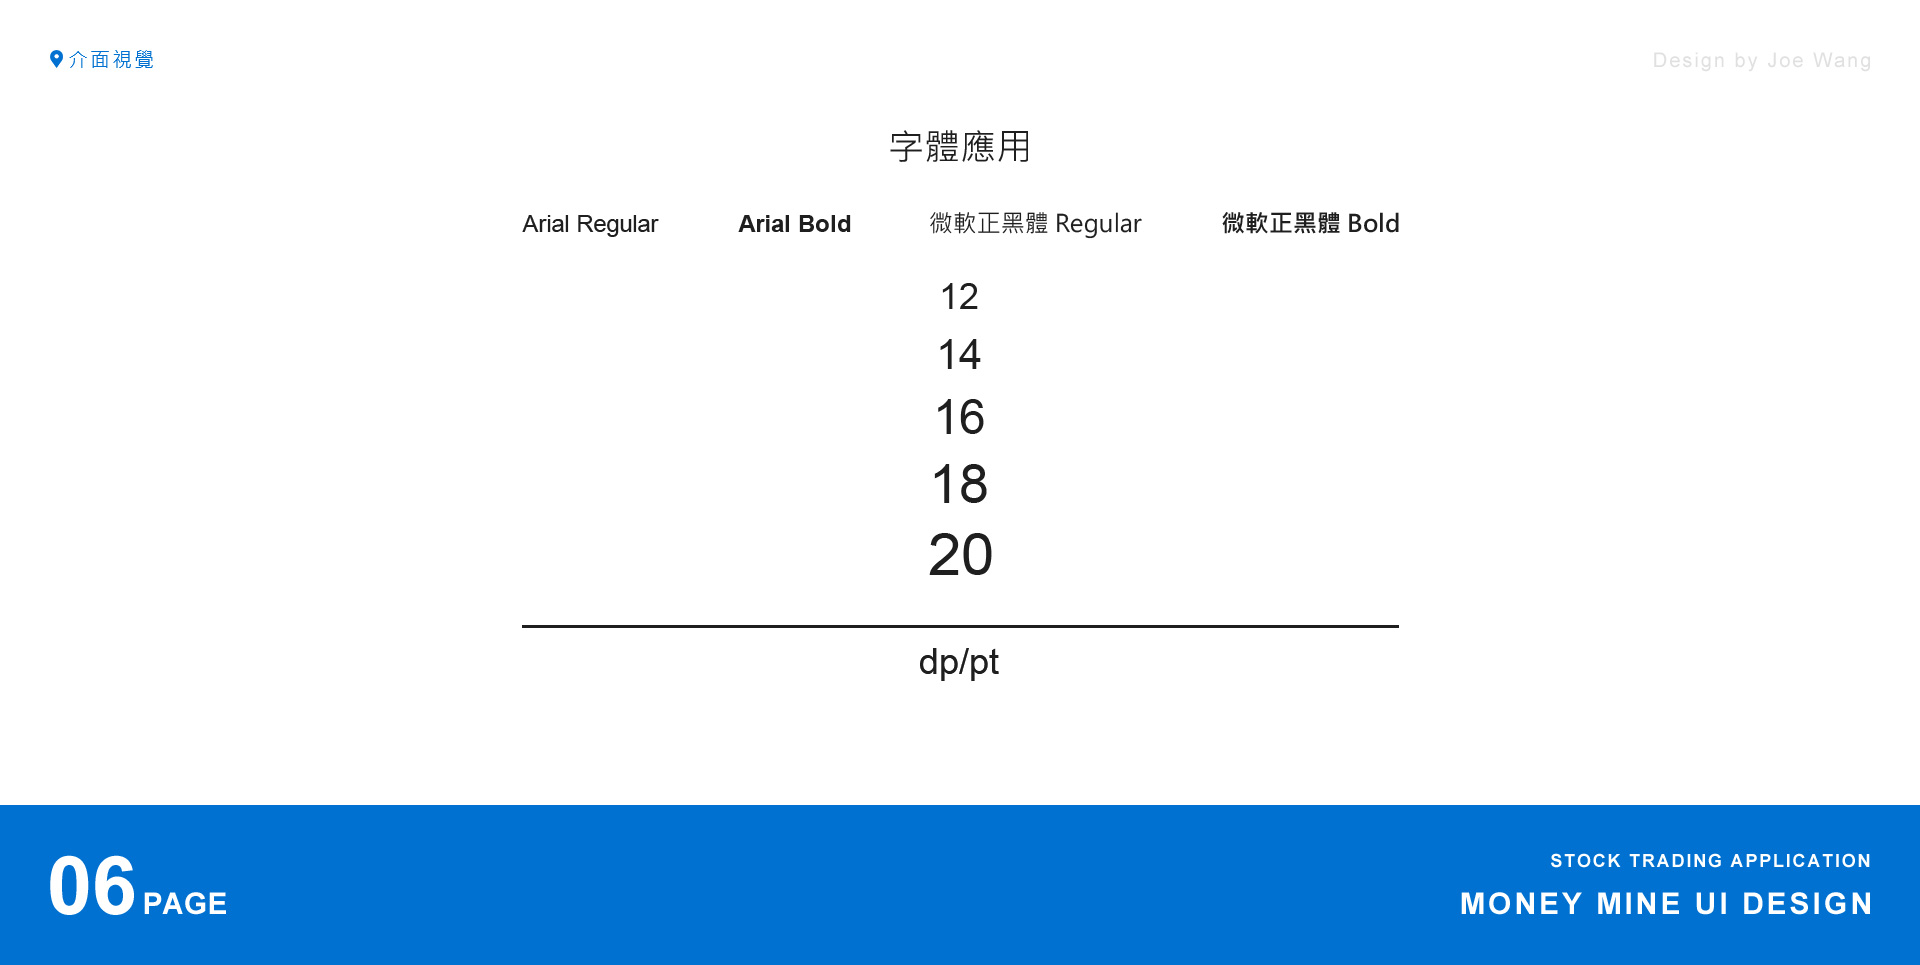 介面視覺
Design by Joe Wang
字體應用
Arial Regular Arial Bold 微軟正黑體 Regular 微軟正黑體 Bold
12
14
16
18
20
dp/pt
06 PAGE
STOCK TRADING APPLICATION
MONEY MINE UI DESIGN